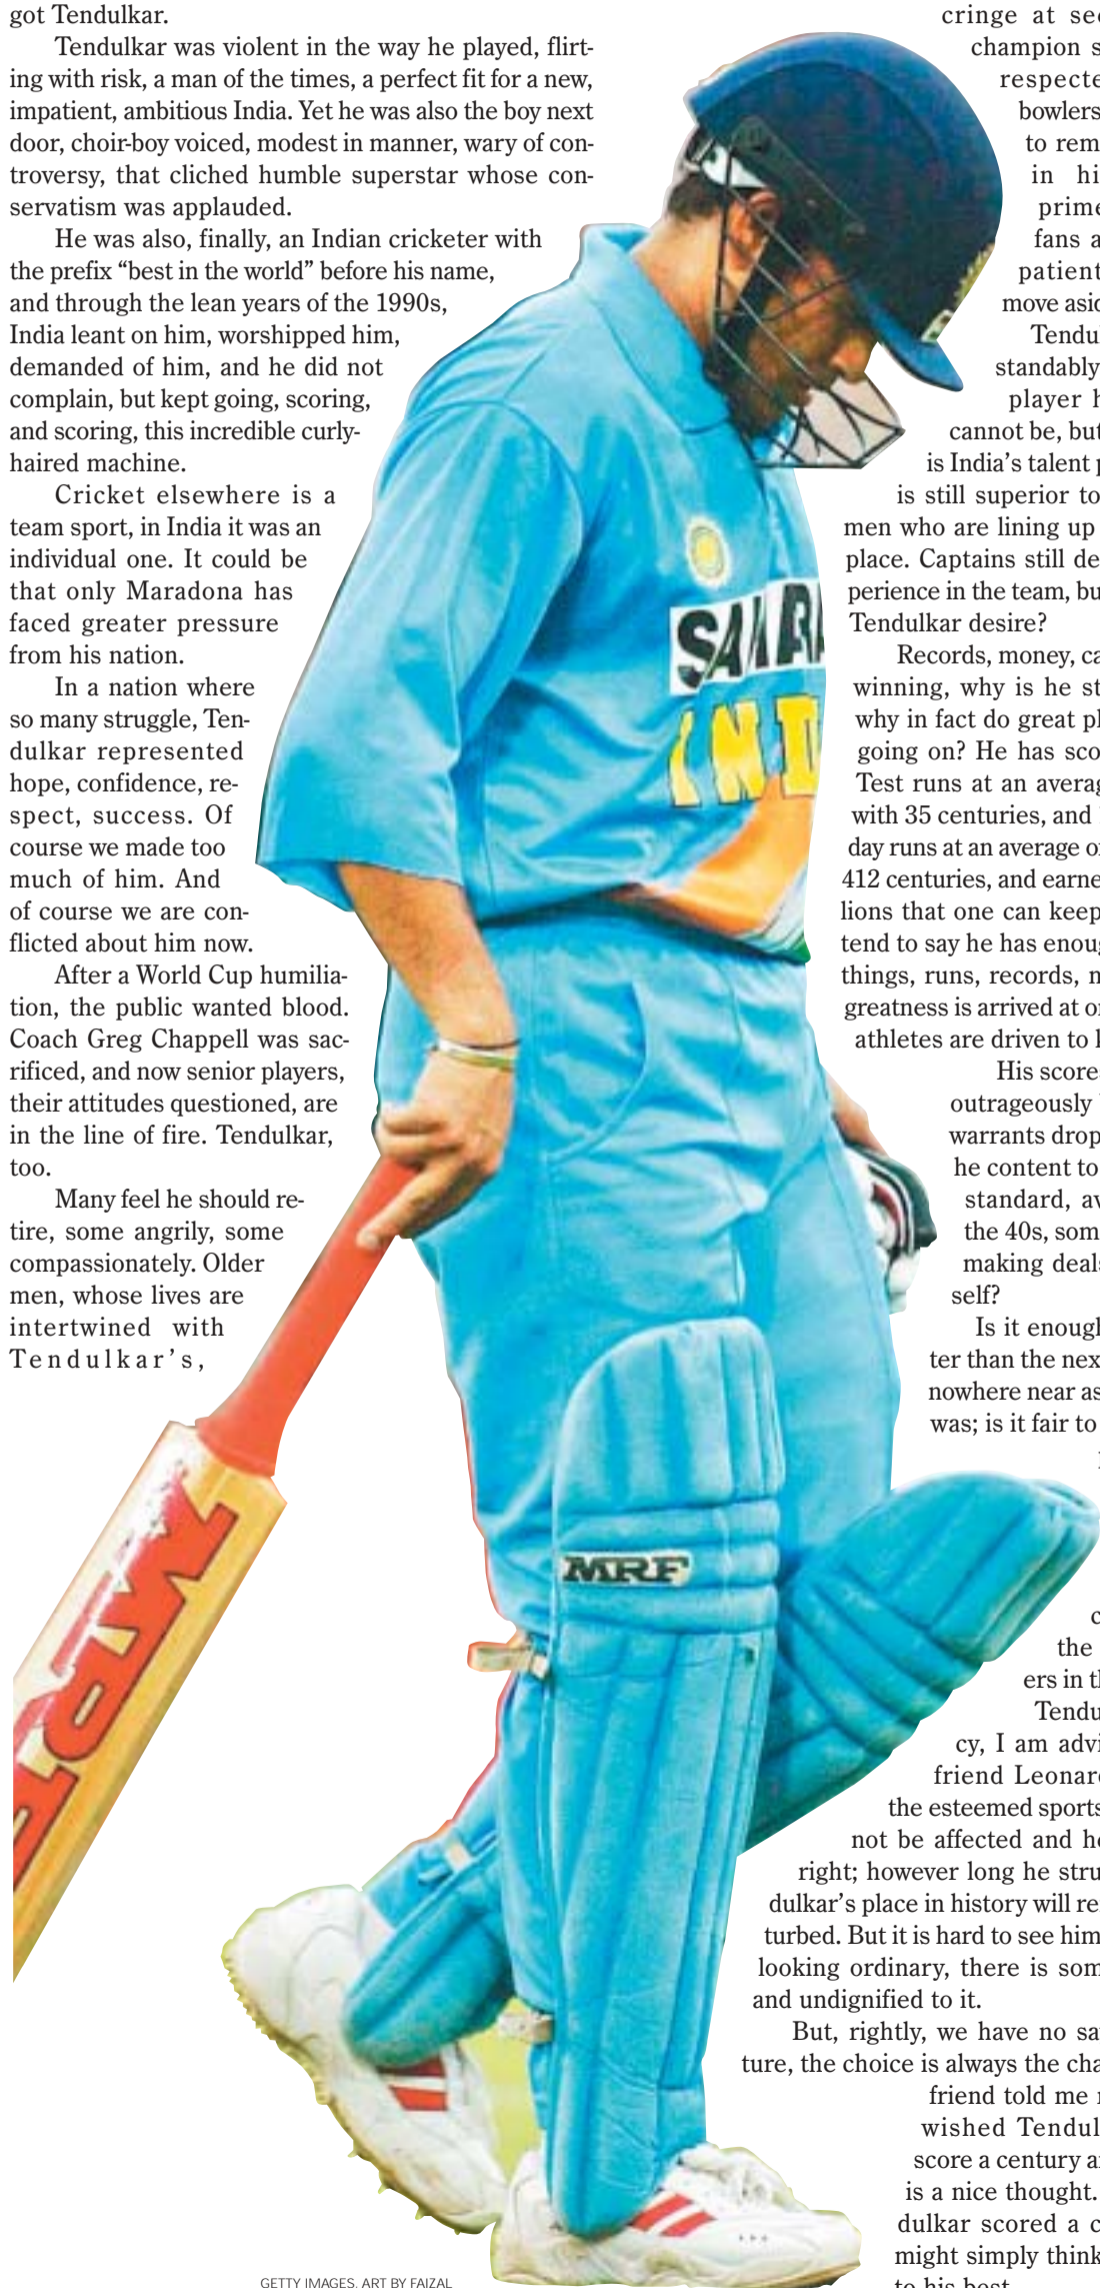 got Tendulkar.
Tendulkar was violent in the way he played, flirt-
ing with risk, a man of the times, a perfect fit for a new,
impatient, ambitious India. Yet he was also the boy next
door, choir-boy voiced, modest in manner, wary of con-
troversy, that cliched humble superstar whose con-
servatism was applauded.
He was also, finally, an Indian cricketer with
the prefix “best in the world” before his name,
and through the lean years of the 1990s,
India leant on him, worshipped him,
demanded of him, and he did not
complain, but kept going, scoring,
and scoring, this incredible curly-
haired machine.
Cricket elsewhere is a
team sport, in India it was an
individual one. It could be
that only Maradona has
faced greater pressure
from his nation.
In a nation where
so many struggle, Ten-
dulkar represented
hope, confidence, re-
spect, success. Of
course we made too
much of him. And
of course we are con-
flicted about him now.
After a World Cup humilia-
tion, the public wanted blood.
Coach Greg Chappell was sac-
rificed, and now senior players,
their attitudes questioned, are
in the line of fire. Tendulkar,
too.
Many feel he should re-
tire, some angrily, some
compassionately. Older
men, whose lives are
intertwined with
Tendulkar’s,
cringe at se
champion s
respecte
bowlers
to rem
in hi
prime
fans a
patient
move asid
Tendul
standably
player h
cannot be, but
is India’s talent p
is still superior to
men who are lining up
place. Captains still de
perience in the team, bu
Tendulkar desire?
Records, money, ca
winning, why is he st
why in fact do great pl
going on? He has sco
Test runs at an averag
with 35 centuries, and
day runs at an average o
412 centuries, and earne
lions that one can keep
tend to say he has enoug
things, runs, records, m
greatness is arrived at o
athletes are driven to
His score
outrageously
warrants drop
he content to
standard, av
the 40s, som
making deals
self?
Is it enough
ter than the nex
nowhere near as
was; is it fair to
c
the
ers in th
Tendu
cy, I am advi
friend Leonard
the esteemed sports
not be affected and he
right; however long he stru
dulkar’s place in history will re
turbed. But it is hard to see him
looking ordinary, there is som
and undignified to it.
But, rightly, we have no sa
ture, the choice is always the cha
friend told me
wished Tendul
score a century a
is a nice thought.
dulkar scored a c
might simply think
to his best
SAHARA
IND
MRF
MRF
GETTY IMAGES. ART BY FAIZAL